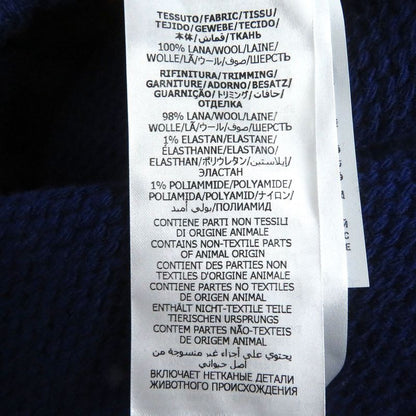 TESSUTO/FABRIC/TISSU/
TEJIDO/GEWEBE/TECIDO/
本体/قماش/ТКАНЬ
100% LANA/WOOL/LAINE/
WOLLE/LÃ/ウール/صوف/ШЕРСТЬ
RIFINITURA/TRIMMING/
GARNITURE/ADORNO/BESATZ/
GUARNIÇÃO/トリミング/حافات/
ОТДЕЛКА
98% LANA/WOOL/LAINE/
WOLLE/LÃ/ウール/صوف/ШЕРСТЬ
1% ELASTAN/ELASTANE/
ÉLASTHANNE/ELASTANO/
ELASTHAN/ポリウレタン/إيلاستين/
ЭЛАСТАН
1% POLIAMMIDE/POLYAMIDE/
POLIAMIDA/POLYAMID/ナイロン/
بولي أميد/ПОЛИАМИД
CONTIENE PARTI NON TESSILI
DI ORIGINE ANIMALE
CONTAINS NON-TEXTILE PARTS
OF ANIMAL ORIGIN
CONTIENT DES PARTIES NON
TEXTILES D'ORIGINE ANIMALE
CONTIENE PARTES NO TEXTILES
DE ORIGEN ANIMAL
ENTHÄLT NICHT-TEXTILE TEILE
TIERISCHEN URSPRUNGS
CONTEM PARTES NÃO-TEXTEIS
DE ORIGEM ANIMAL
يحتوي على أجزاء غير منسوجة من
أصل حيواني
ВКЛЮЧАЕТ НЕТКАНЫЕ ДЕТАЛИ
ЖИВОТНОГО ПРОИСХОЖДЕНИЯ